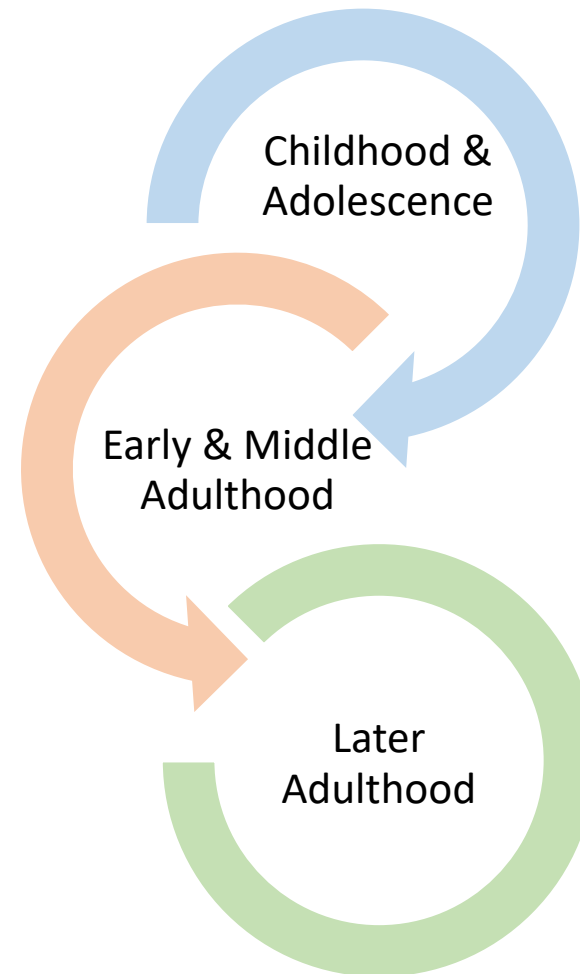 Childhood &
Adolescence
Early & Middle
Adulthood
Later
Adulthood